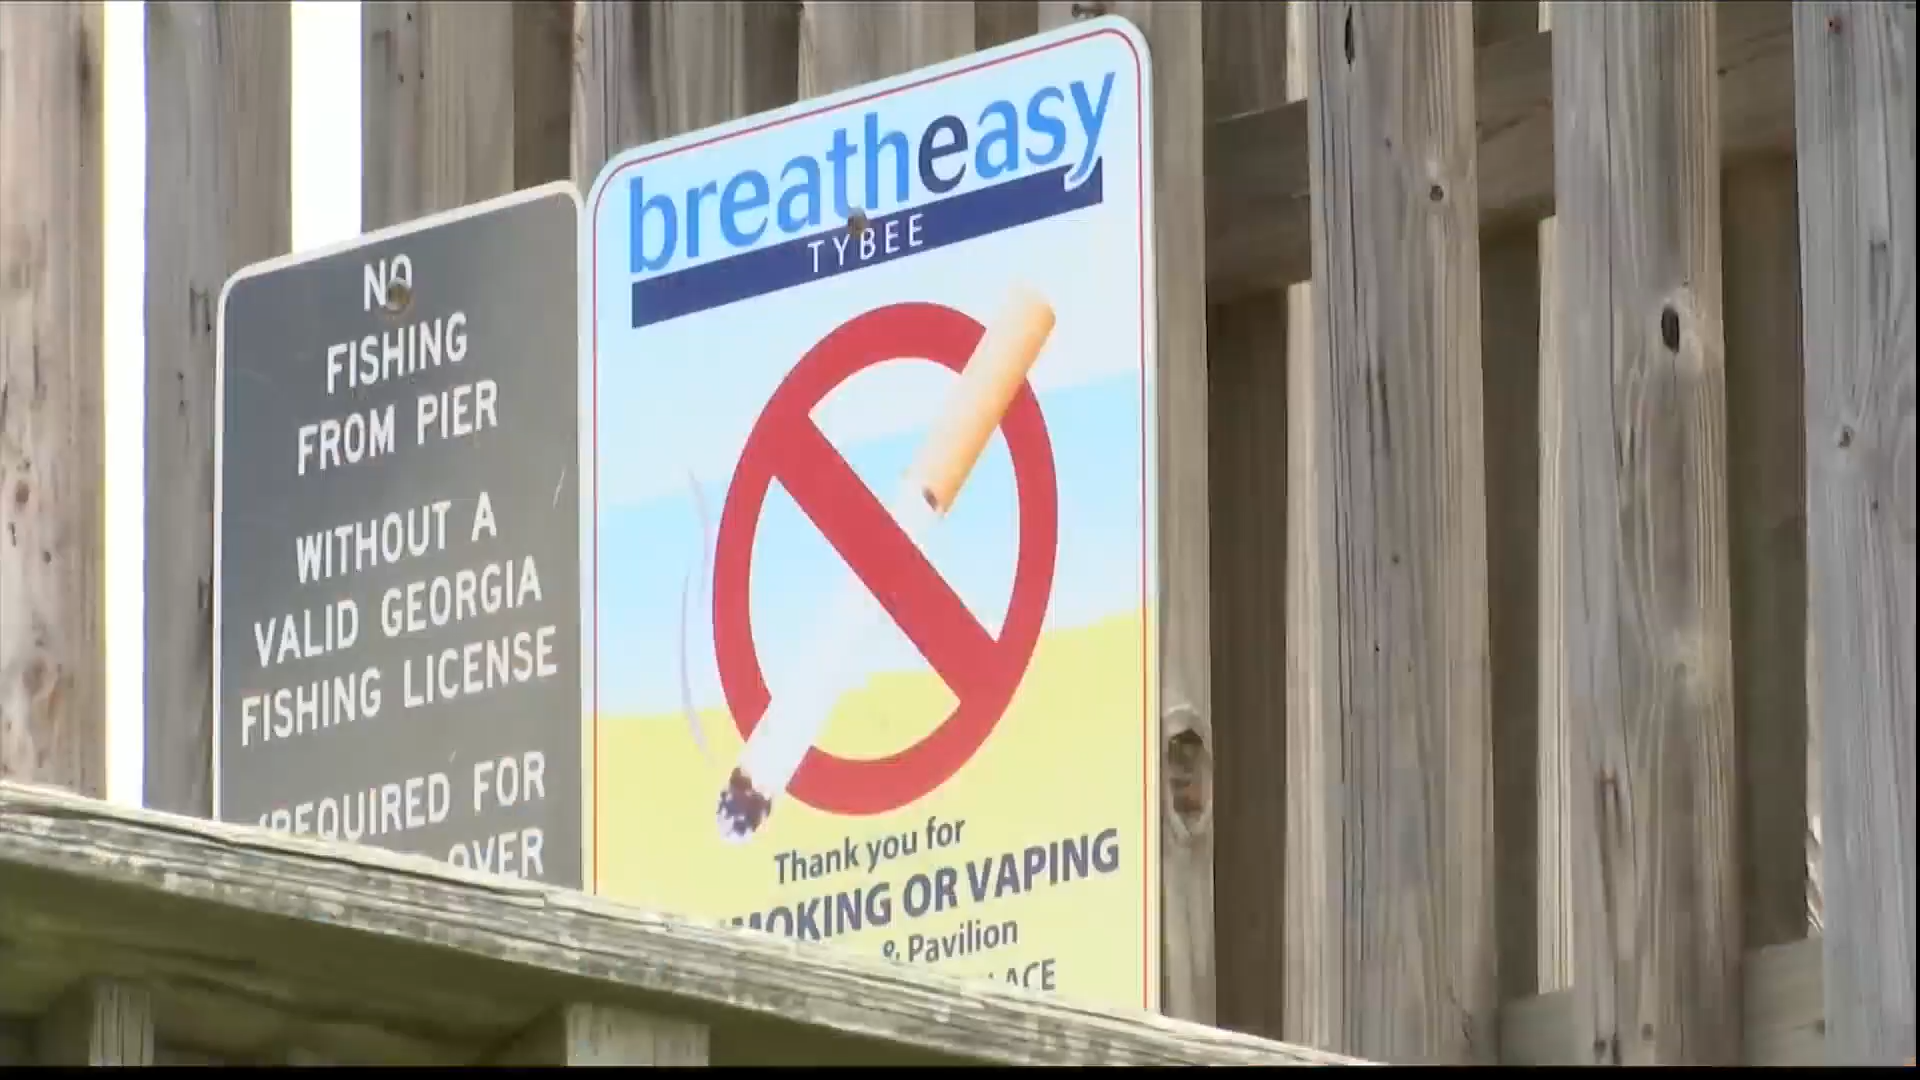 NO
FISHING
FROM PIER
WITHOUT A
VALID GEORGIA
FISHING LICENSE
REQUIRED FOR
OVER
breatheasy
TYBEE
Thank you for
MOKING OR VAPING
& Pavilion
ACE